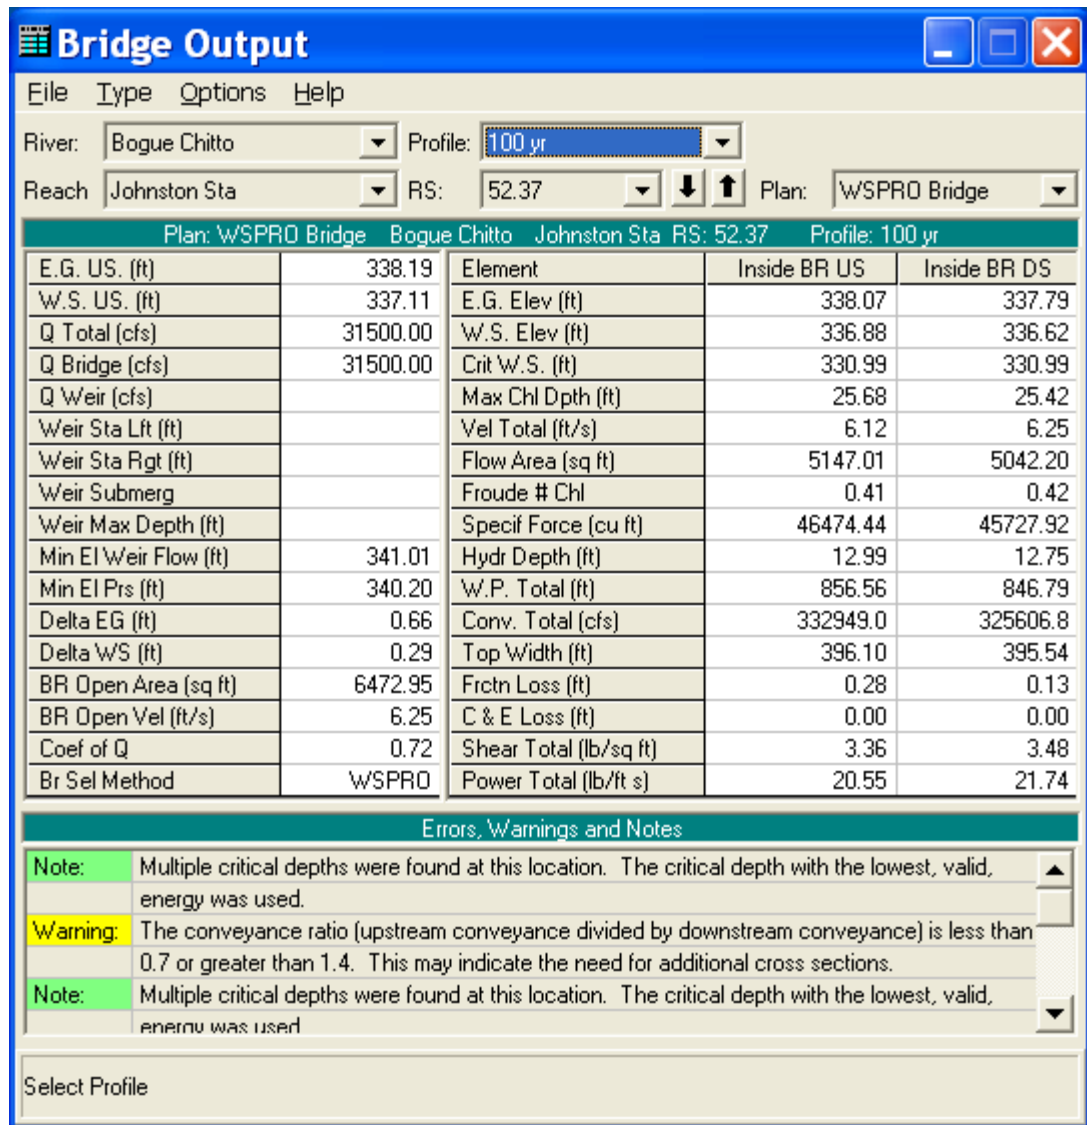 Bridge Output
File Type Options Help
River: Bogue Chitto Profile: 100 yr
Reach Johnston Sta RS: 52.37 Plan: WSPRO Bridge
Plan: WSPRO Bridge Bogue Chitto Johnston Sta RS: 52.37 Profile: 100 yr
E.G. US. (ft) 338.19 Element Inside BR US Inside BR DS
W.S. US. (ft) 337.11 E.G. Elev (ft) 338.07 337.79
Q Total (cfs) 31500.00 W.S. Elev (ft) 336.88 336.62
Q Bridge (cfs) 31500.00 Crit W.S. (ft) 330.99 330.99
Q Weir (cfs) Max Chl Dpth (ft) 25.68 25.42
Weir Sta Lft (ft) Vel Total (ft/s) 6.12 6.25
Weir Sta Rgt (ft) Flow Area (sq ft) 5147.01 5042.20
Weir Submerg Froude # Chl 0.41 0.42
Weir Max Depth (ft) Specif Force (cu ft) 46474.44 45727.92
Min El Weir Flow (ft) 341.01 Hydr Depth (ft) 12.99 12.75
Min El Prs (ft) 340.20 W.P. Total (ft) 856.56 846.79
Delta EG (ft) 0.66 Conv. Total (cfs) 332949.0 325606.8
Delta WS (ft) 0.29 Top Width (ft) 396.10 395.54
BR Open Area (sq ft) 6472.95 Frctn Loss (ft) 0.28 0.13
BR Open Vel (ft/s) 6.25 C & E Loss (ft) 0.00 0.00
Coef of Q 0.72 Shear Total (lb/sq ft) 3.36 3.48
Br Sel Method WSPRO Power Total (lb/ft s) 20.55 21.74
Errors, Warnings and Notes
Note: Multiple critical depths were found at this location. The critical depth with the lowest, valid,
energy was used.
Warning: The conveyance ratio (upstream conveyance divided by downstream conveyance) is less than
0.7 or greater than 1.4. This may indicate the need for additional cross sections.
Note: Multiple critical depths were found at this location. The critical depth with the lowest, valid,
energy was used
Select Profile